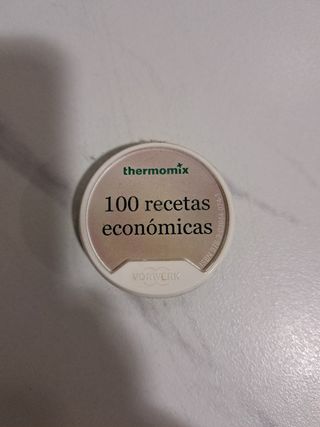 thermomix
100 recetas
económicas
VORWERK